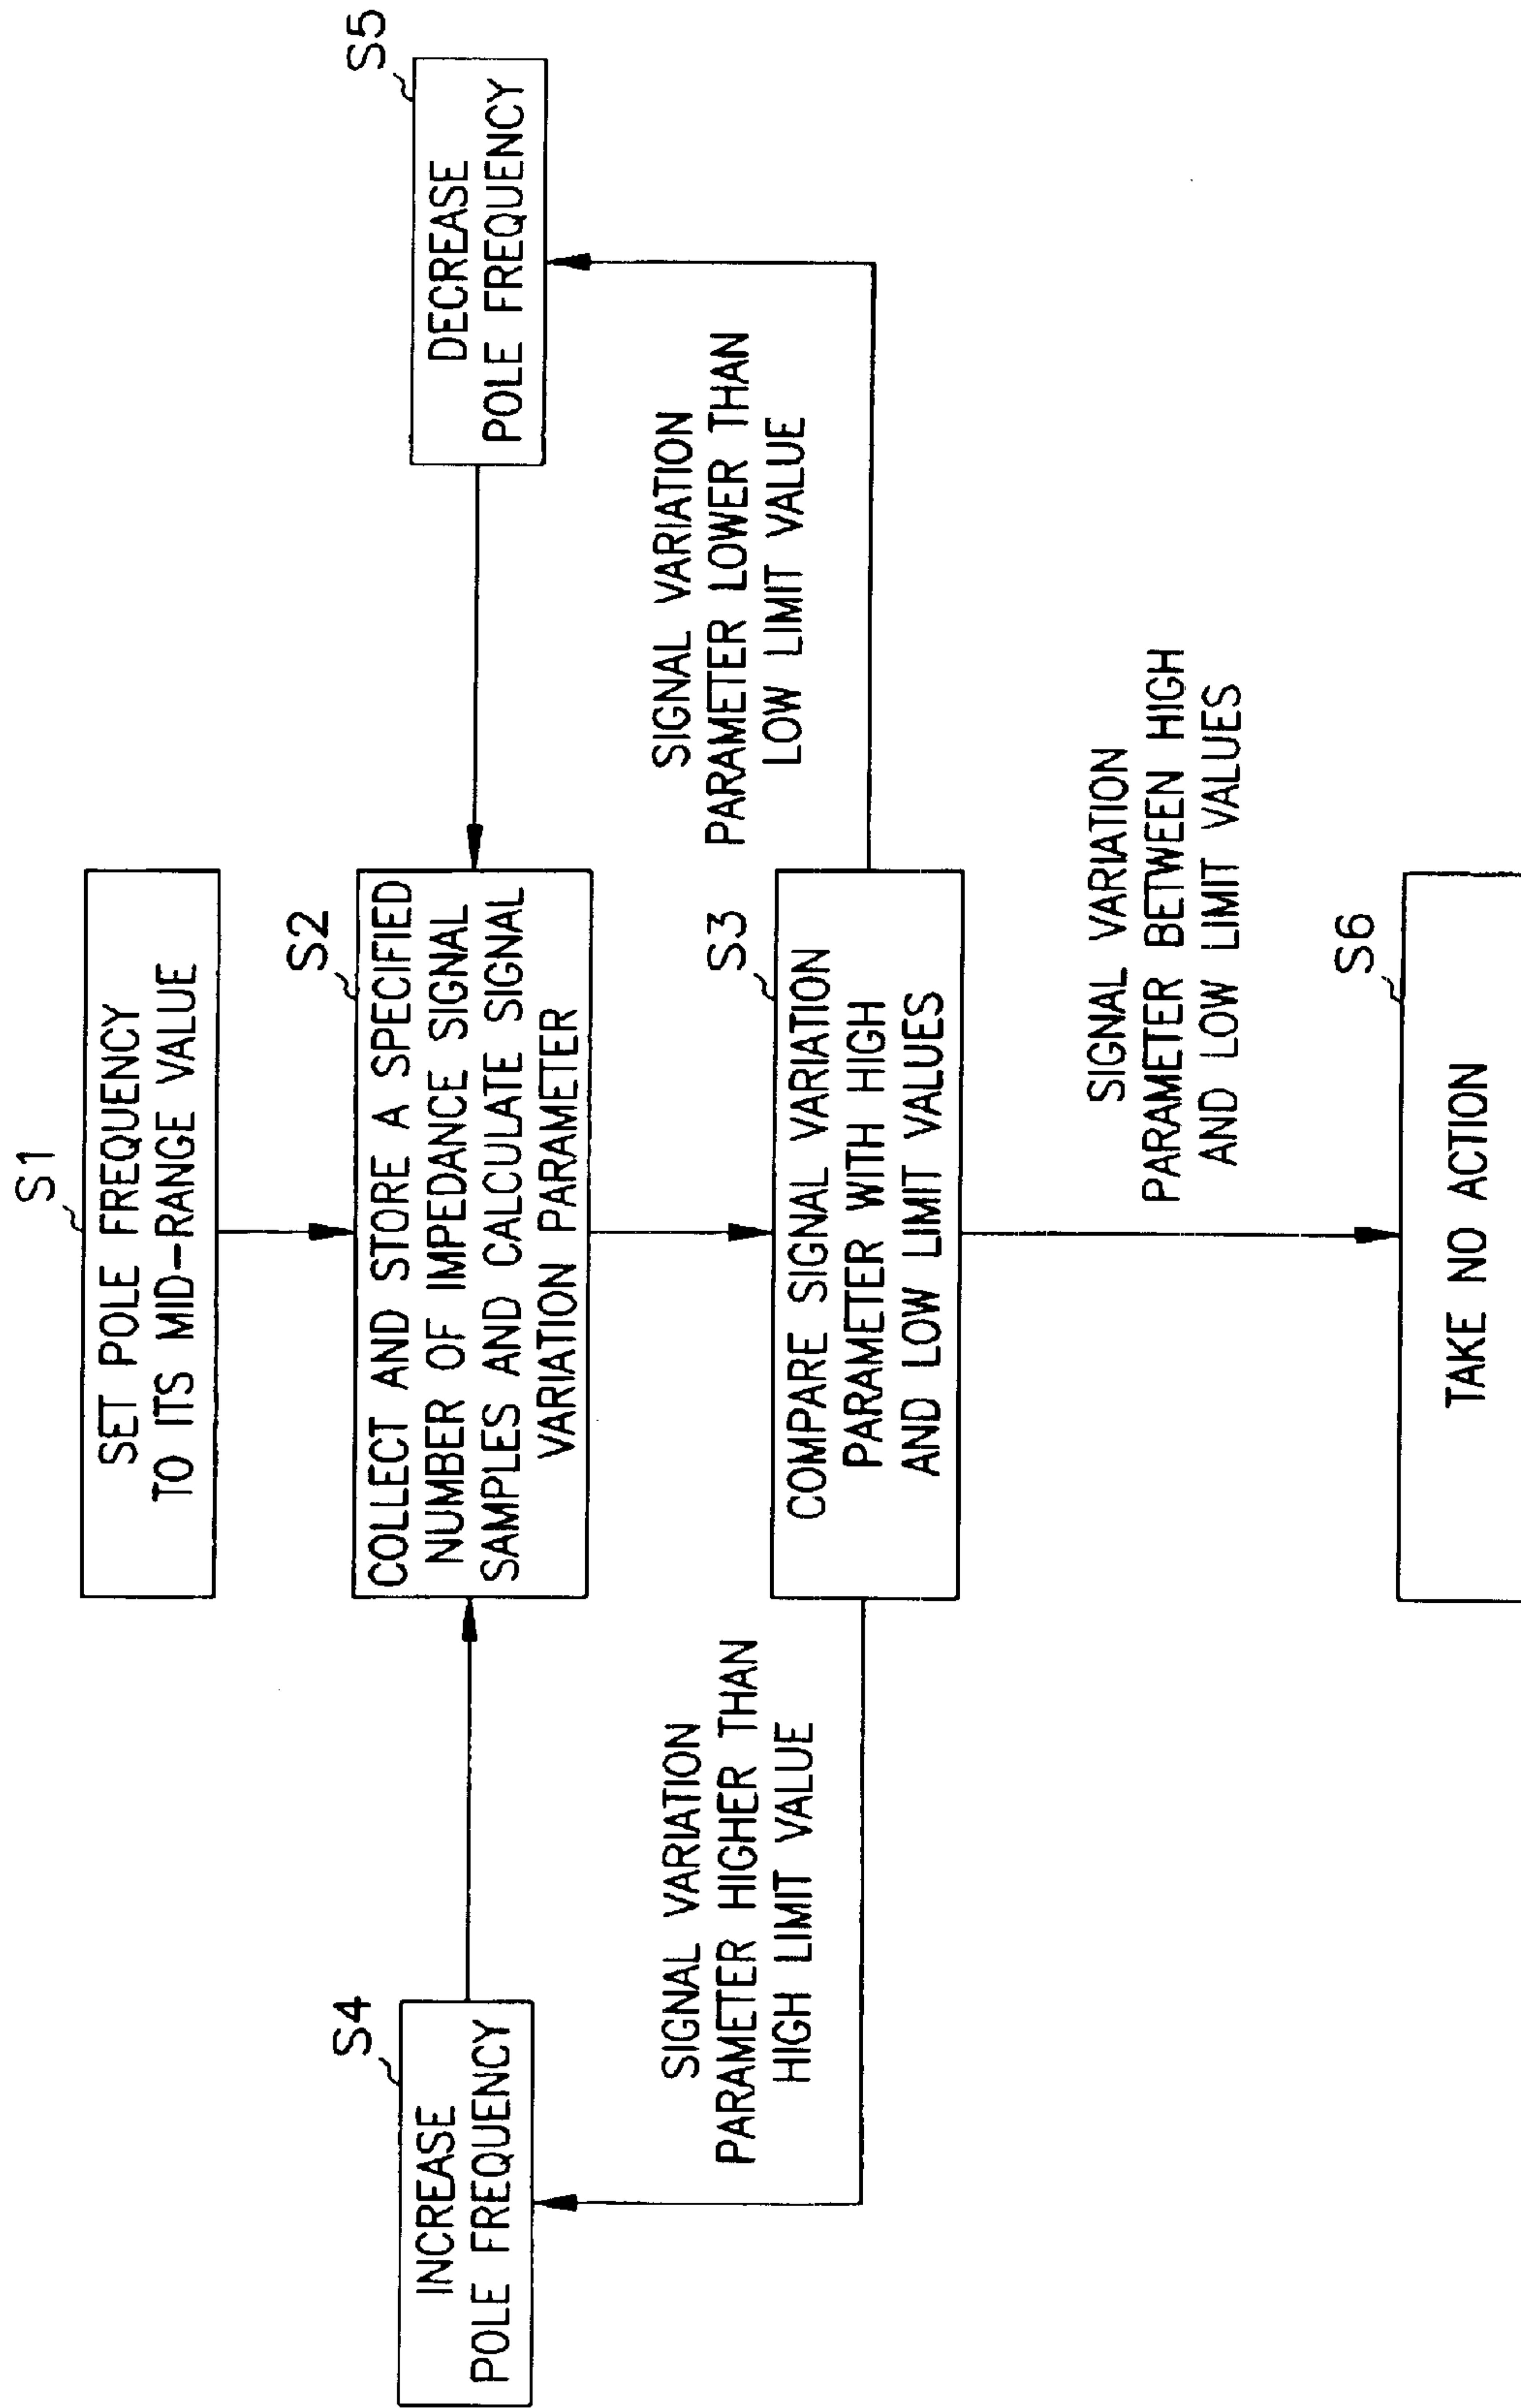 S1
SET POLE FREQUENCY
TO ITS MID-RANGE VALUE
S2
COLLECT AND STORE A SPECIFIED
NUMBER OF IMPEDANCE SIGNAL
SAMPLES AND CALCULATE SIGNAL
VARIATION PARAMETER
S3
COMPARE SIGNAL VARIATION
PARAMETER WITH HIGH
AND LOW LIMIT VALUES
S4
INCREASE
POLE FREQUENCY
SIGNAL VARIATION
PARAMETER HIGHER THAN
HIGH LIMIT VALUE
S5
DECREASE
POLE FREQUENCY
SIGNAL VARIATION
PARAMETER LOWER THAN
LOW LIMIT VALUE
SIGNAL VARIATION
PARAMETER BETWEEN HIGH
AND LOW LIMIT VALUES
S6
TAKE NO ACTION